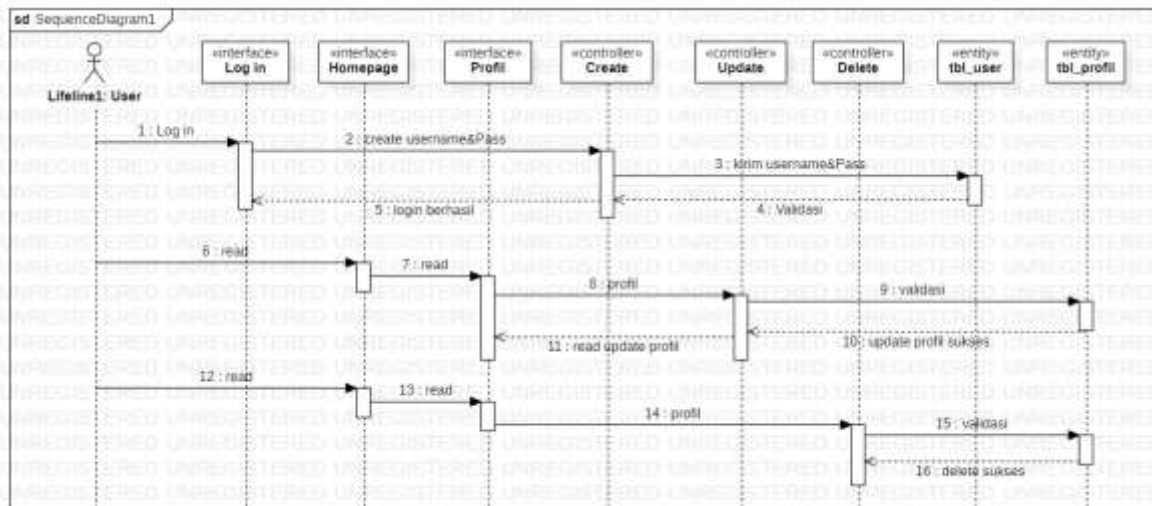 sd SequenceDiagram1
«interface»
Log in
«interface»
Homepage
«interface»
Profil
«controller»
Create
«controller»
Update
«controller»
Delete
«entity»
tbl_user
«entity»
tbl_profil
Lifeline1: User
1 : Log in
2 : create username&Pass
3 : kirim username&Pass
4 : Validasi
5 : login berhasil
6 : read
7 : read
8 : profil
9 : validasi
10 : update profil sukses
11 : read update profil
12 : read
13 : read
14 : profil
15 : validasi
16 : delete sukses
UNREGISTERED